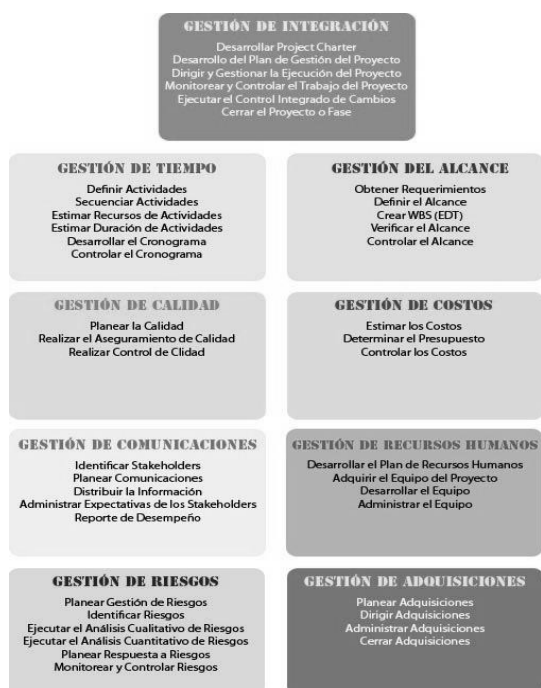 GESTIÓN DE INTEGRACIÓN
Desarrollar Project Charter
Desarrollo del Plan de Gestión del Proyecto
Dirigir y Gestionar la Ejecución del Proyecto
Monitorear y Controlar el Trabajo del Proyecto
Ejecutar el Control Integrado de Cambios
Cerrar el Proyecto o Fase
GESTIÓN DE TIEMPO
Definir Actividades
Secuenciar Actividades
Estimar Recursos de Actividades
Estimar Duración de Actividades
Desarrollar el Cronograma
Controlar el Cronograma
GESTIÓN DEL ALCANCE
Obtener Requerimientos
Definir el Alcance
Crear WBS (EDT)
Verificar el Alcance
Controlar el Alcance
GESTIÓN DE CALIDAD
Planear la Calidad
Realizar el Aseguramiento de Calidad
Realizar Control de Clidad
GESTIÓN DE COSTOS
Estimar los Costos
Determinar el Presupuesto
Controlar los Costos
GESTIÓN DE COMUNICACIONES
Identificar Stakeholders
Planear Comunicaciones
Distribuir la Información
Administrar Expectativas de los Stakeholders
Reporte de Desempeño
GESTIÓN DE RECURSOS HUMANOS
Desarrollar el Plan de Recursos Humanos
Adquirir el Equipo del Proyecto
Desarrollar el Equipo
Administrar el Equipo
GESTIÓN DE RIESGOS
Planear Gestión de Riesgos
Identificar Riesgos
Ejecutar el Análisis Cualitativo de Riesgos
Ejecutar el Análisis Cuantitativo de Riesgos
Planear Respuesta a Riesgos
Monitorear y Controlar Riesgos
GESTIÓN DE ADQUISICIONES
Planear Adquisiciones
Dirigir Adquisiciones
Administrar Adquisiciones
Cerrar Adquisiciones